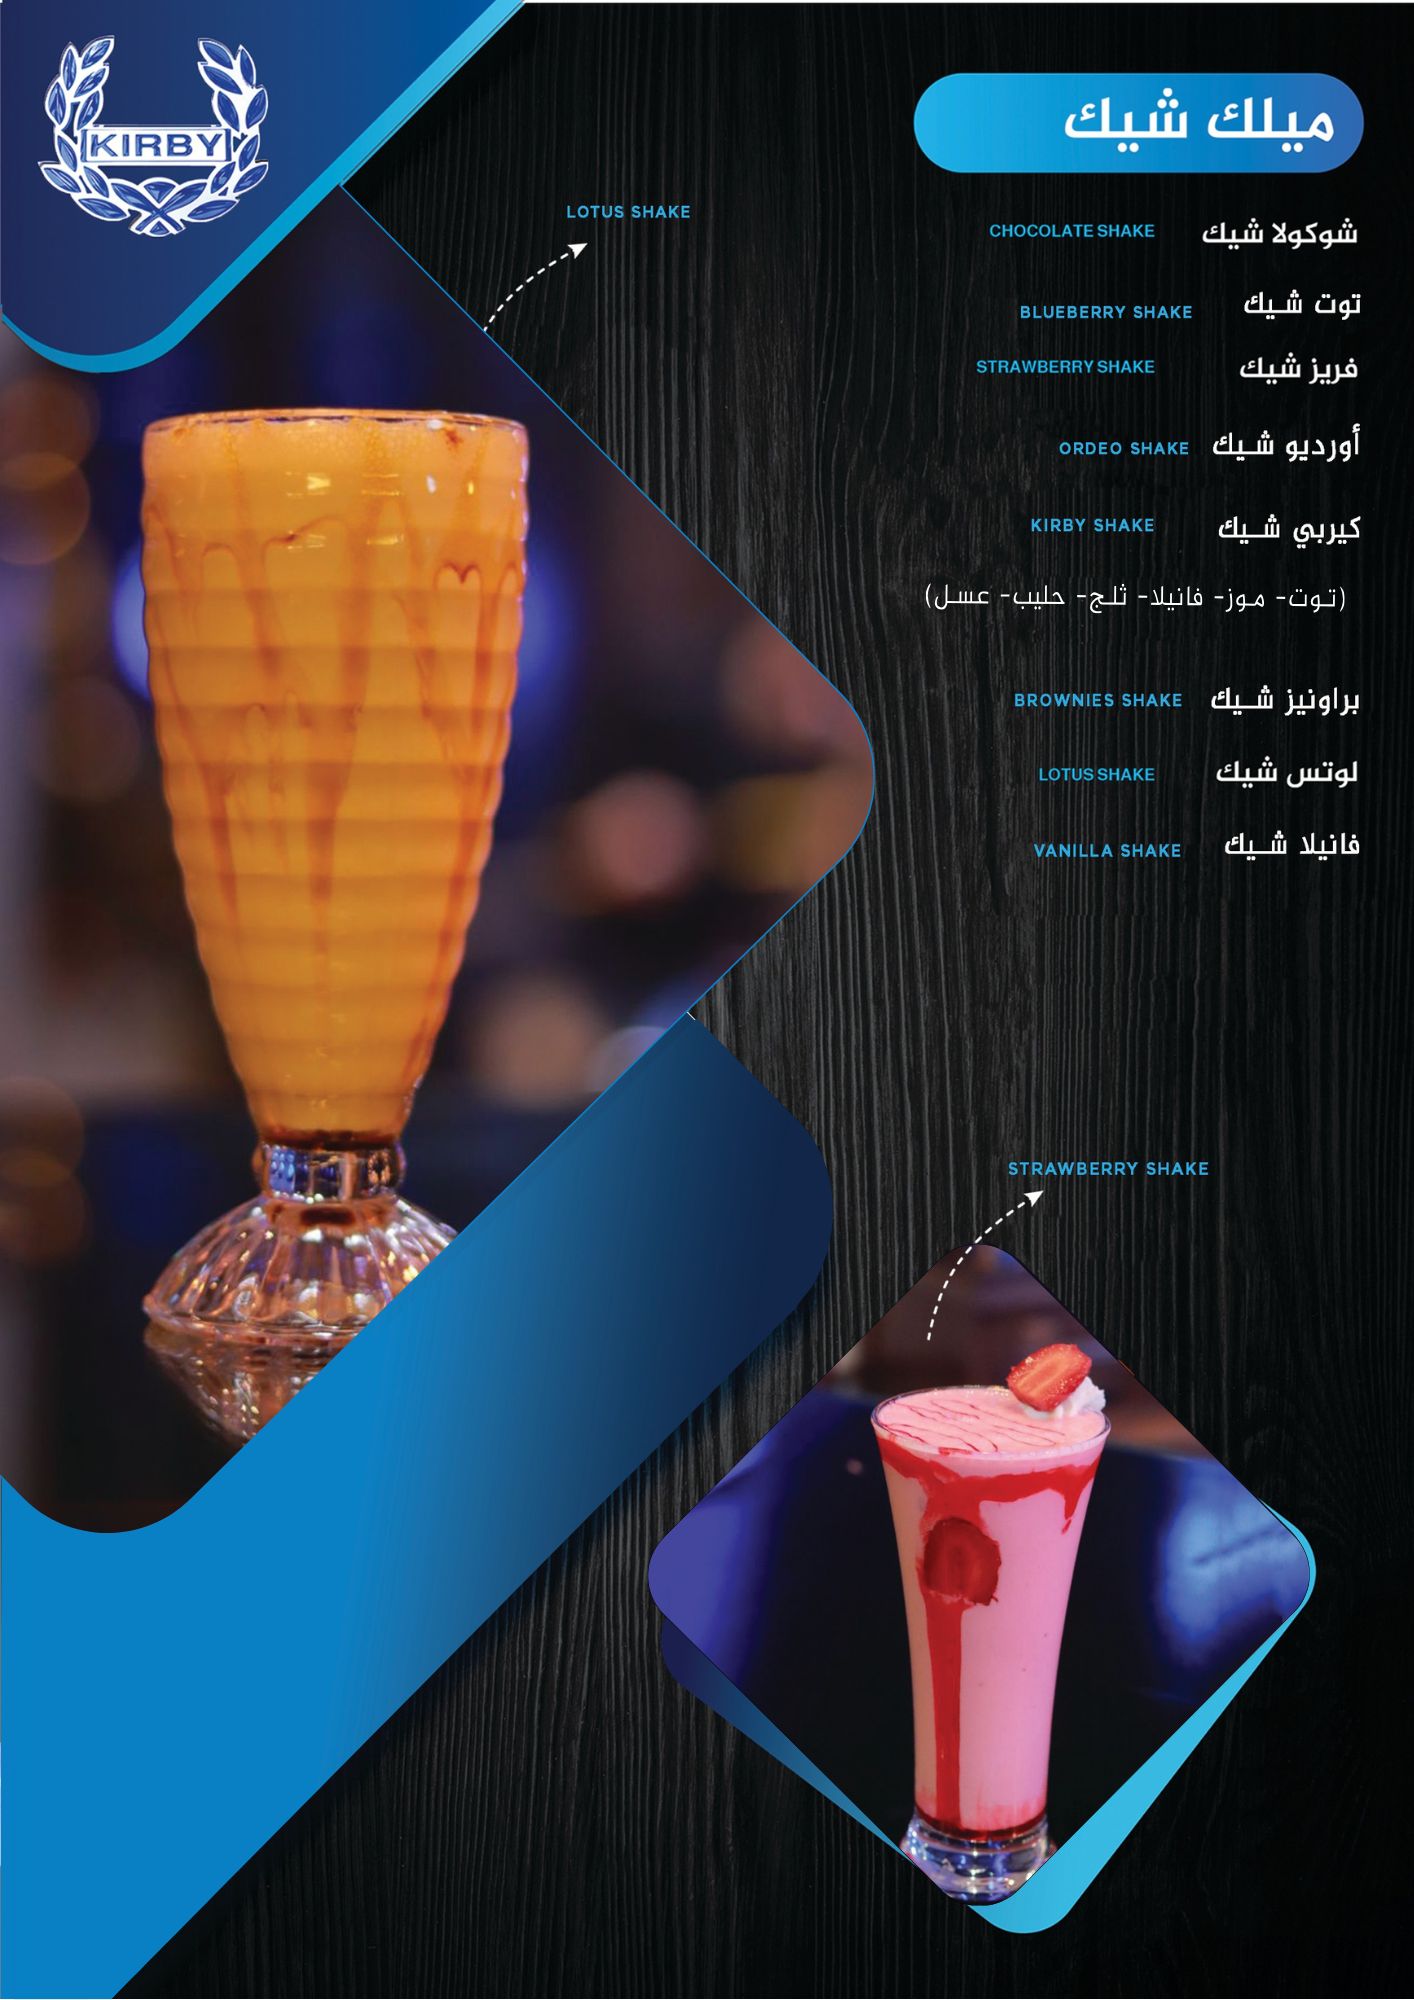 KIRBY
ميلك شيك
LOTUS SHAKE
شوكولا شيك CHOCOLATE SHAKE
توت شيك BLUEBERRY SHAKE
فريز شيك STRAWBERRY SHAKE
أورديو شيك ORDEO SHAKE
كيربي شيك KIRBY SHAKE
(توت- موز- فانيلا- ثلج- حليب- عسل)
براونيز شيك BROWNIES SHAKE
لوتس شيك LOTUS SHAKE
فانيلا شيك VANILLA SHAKE
STRAWBERRY SHAKE